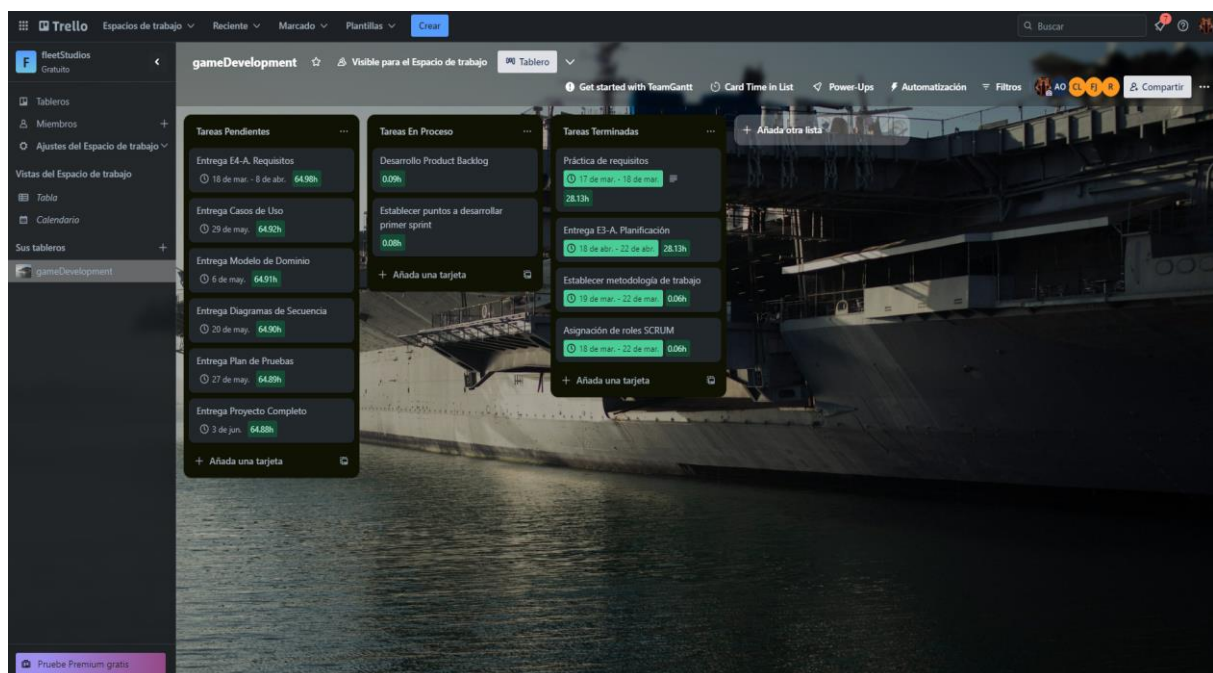 Trello Espacios de trabajo Reciente Marcado Plantillas Crear Buscar 7
F fleetStudios
Gratuito
Tableros
Miembros
Ajustes del Espacio de trabajo
Vistas del Espacio de trabajo
Tabla
Calendario
Sus tableros
gameDevelopment
Pruebe Premium gratis
gameDevelopment Visible para el Espacio de trabajo Tablero
Get started with TeamGantt Card Time in List Power-Ups Automatización Filtros AO CL FJ R Compartir
Tareas Pendientes
Entrega E4-A. Requisitos
18 de mar. - 8 de abr. 64.98h
Entrega Casos de Uso
29 de may. 64.92h
Entrega Modelo de Dominio
6 de may. 64.91h
Entrega Diagramas de Secuencia
20 de may. 64.90h
Entrega Plan de Pruebas
27 de may. 64.89h
Entrega Proyecto Completo
3 de jun. 64.88h
+ Añada una tarjeta
Tareas En Proceso
Desarrollo Product Backlog
0.09h
Establecer puntos a desarrollar
primer sprint
0.08h
+ Añada una tarjeta
Tareas Terminadas
Práctica de requisitos
17 de mar. - 18 de mar.
28.13h
Entrega E3-A. Planificación
18 de abr. - 22 de abr. 28.13h
Establecer metodología de trabajo
19 de mar. - 22 de mar. 0.06h
Asignación de roles SCRUM
18 de mar. - 22 de mar. 0.06h
+ Añada una tarjeta
+ Añada otra lista